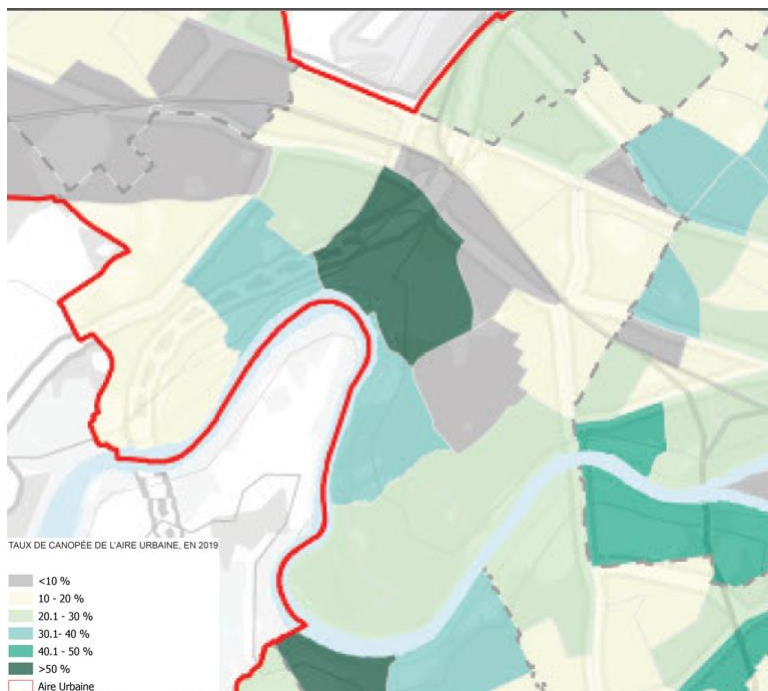 TAUX DE CANOPÉE DE L'AIRE URBAINE, EN 2019
<10 %
10 - 20 %
20.1 - 30 %
30.1- 40 %
40.1 - 50 %
>50 %
Aire Urbaine